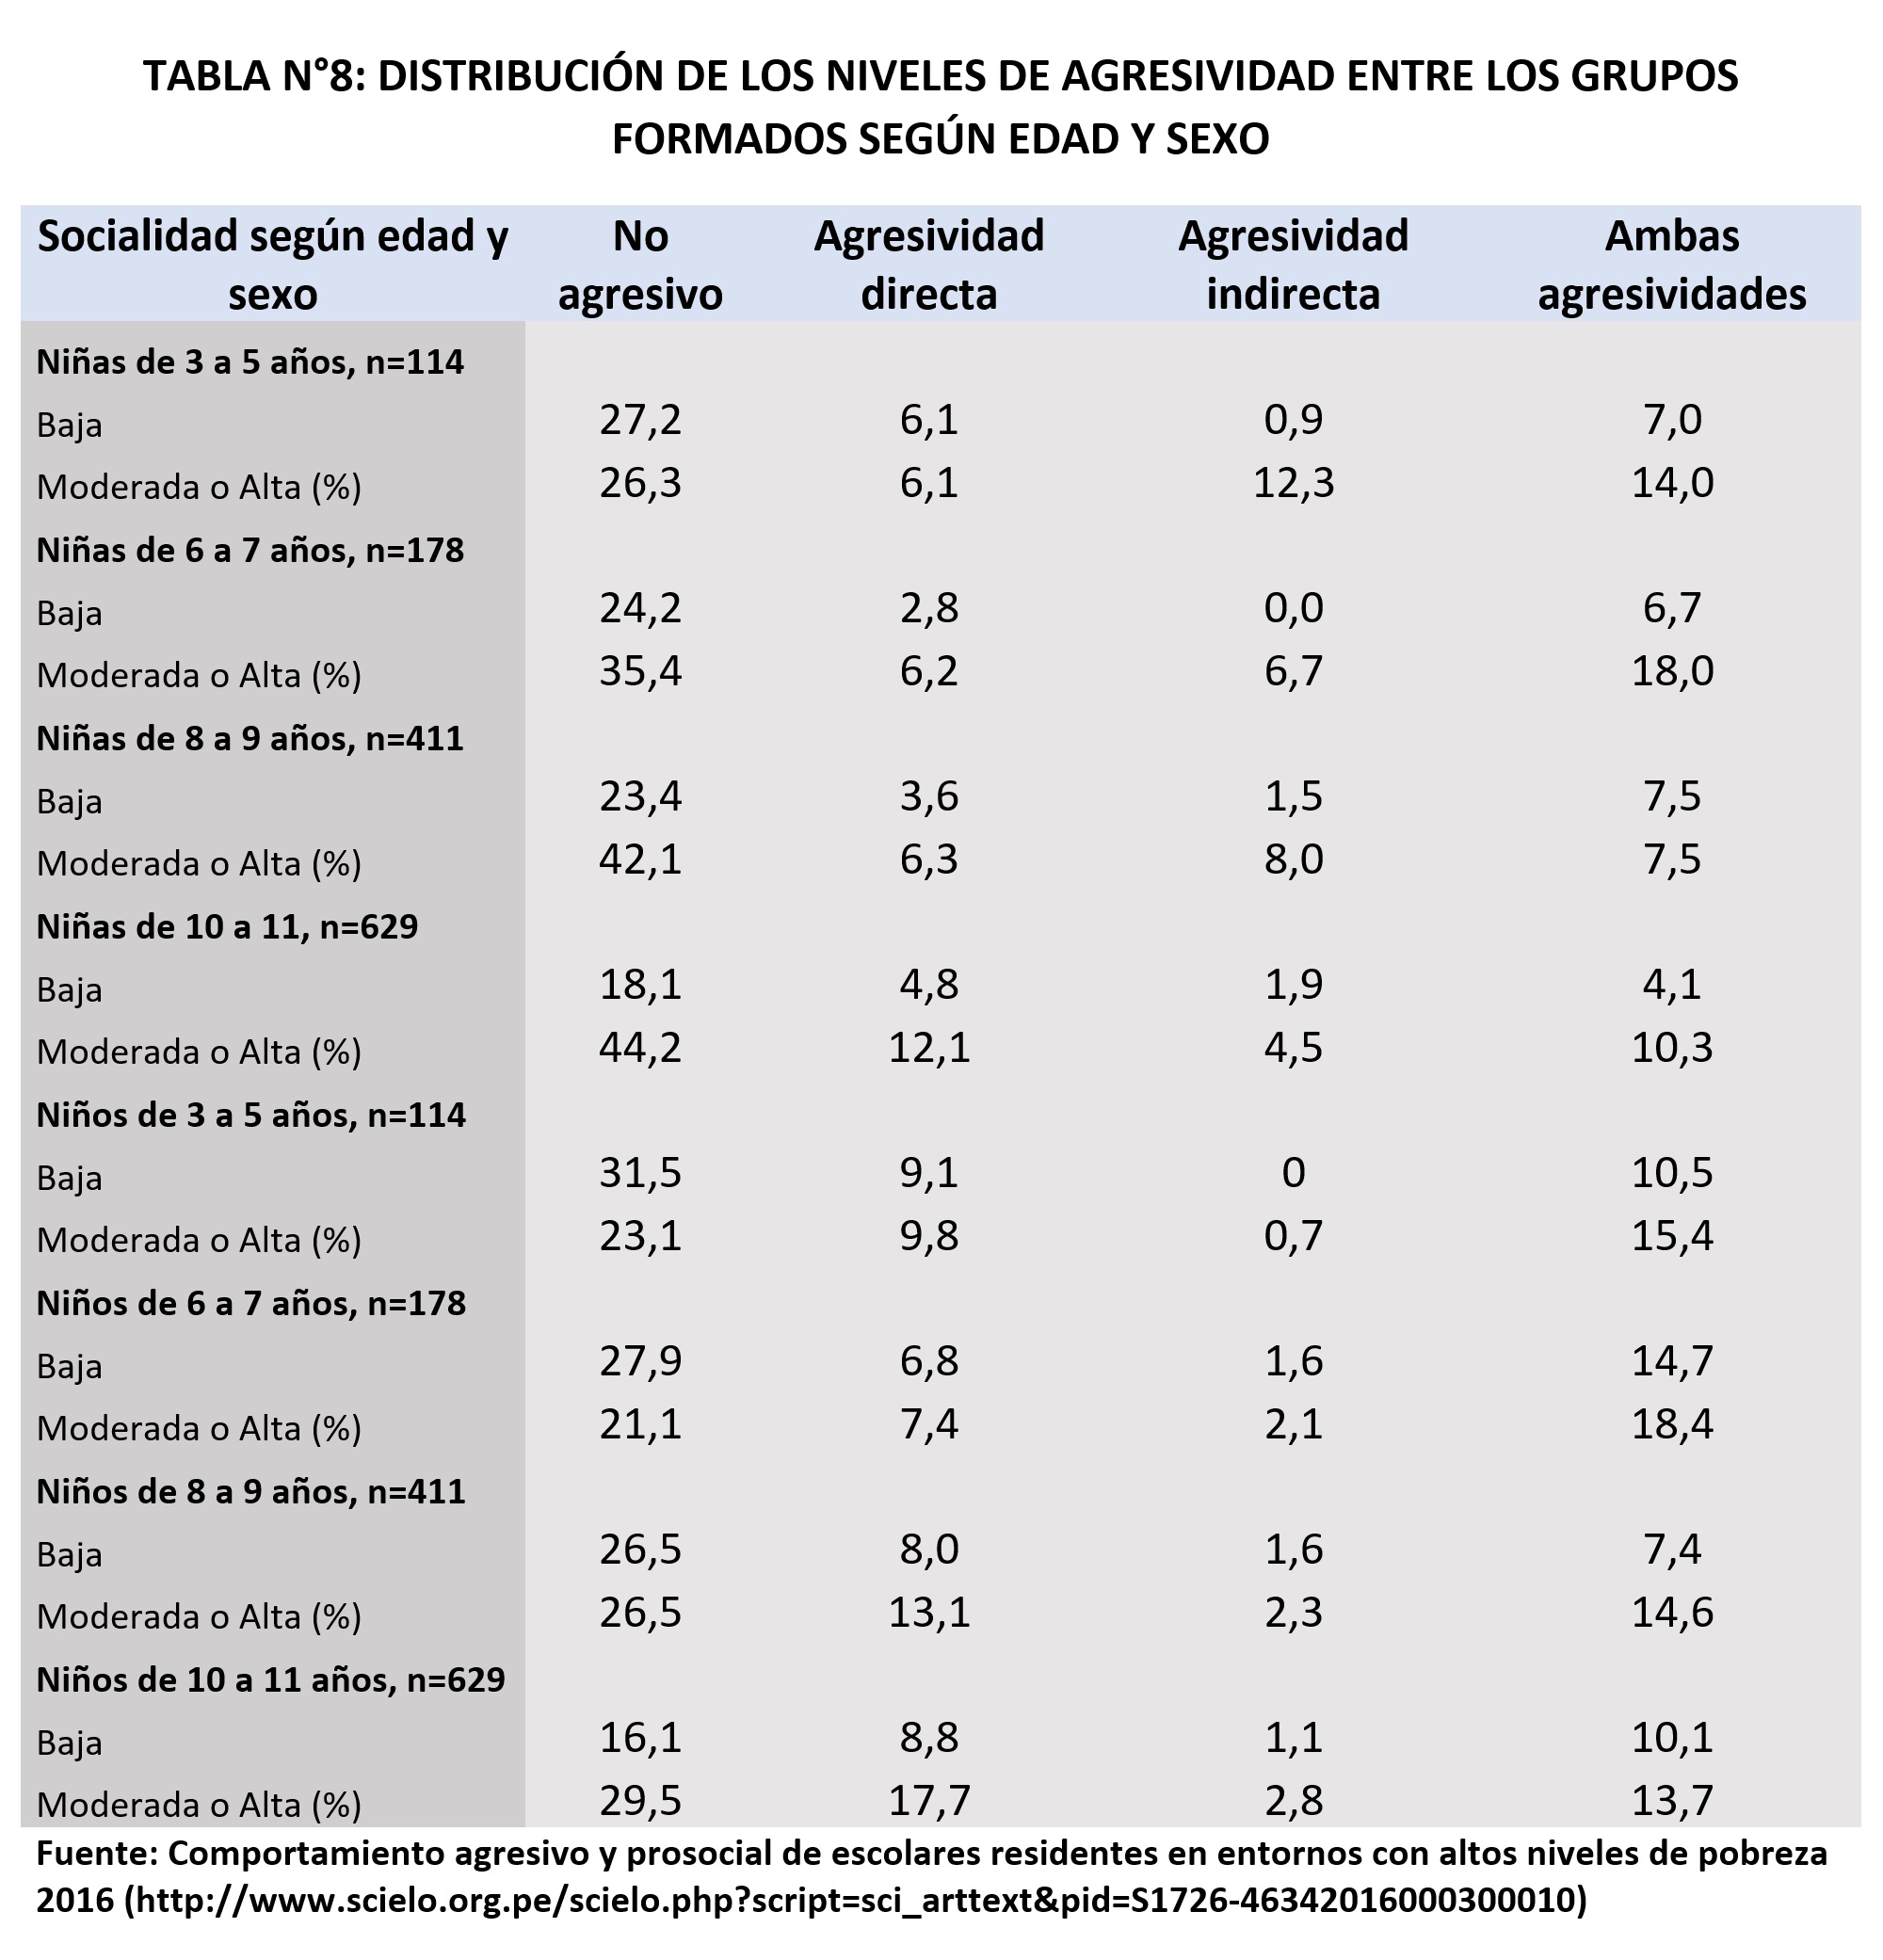 TABLA N°8: DISTRIBUCIÓN DE LOS NIVELES DE AGRESIVIDAD ENTRE LOS GRUPOS
FORMADOS SEGÚN EDAD Y SEXO
Socialidad según edad y sexo No agresivo Agresividad directa Agresividad indirecta Ambas agresividades
Niñas de 3 a 5 años, n=114
Baja 27,2 6,1 0,9 7,0
Moderada o Alta (%) 26,3 6,1 12,3 14,0
Niñas de 6 a 7 años, n=178
Baja 24,2 2,8 0,0 6,7
Moderada o Alta (%) 35,4 6,2 6,7 18,0
Niñas de 8 a 9 años, n=411
Baja 23,4 3,6 1,5 7,5
Moderada o Alta (%) 42,1 6,3 8,0 7,5
Niñas de 10 a 11, n=629
Baja 18,1 4,8 1,9 4,1
Moderada o Alta (%) 44,2 12,1 4,5 10,3
Niños de 3 a 5 años, n=114
Baja 31,5 9,1 0 10,5
Moderada o Alta (%) 23,1 9,8 0,7 15,4
Niños de 6 a 7 años, n=178
Baja 27,9 6,8 1,6 14,7
Moderada o Alta (%) 21,1 7,4 2,1 18,4
Niños de 8 a 9 años, n=411
Baja 26,5 8,0 1,6 7,4
Moderada o Alta (%) 26,5 13,1 2,3 14,6
Niños de 10 a 11 años, n=629
Baja 16,1 8,8 1,1 10,1
Moderada o Alta (%) 29,5 17,7 2,8 13,7
Fuente: Comportamiento agresivo y prosocial de escolares residentes en entornos con altos niveles de pobreza
2016 (http://www.scielo.org.pe/scielo.php?script=sci_arttext&pid=S1726-46342016000300010)